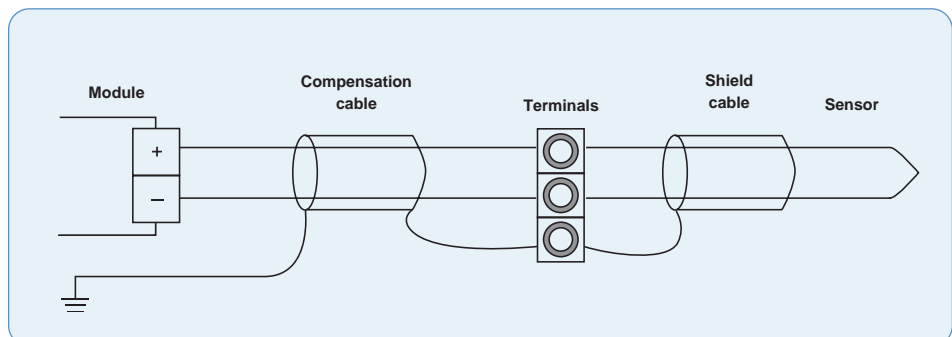 Module
Compensation
cable
Terminals
Shield
cable
Sensor
+
−